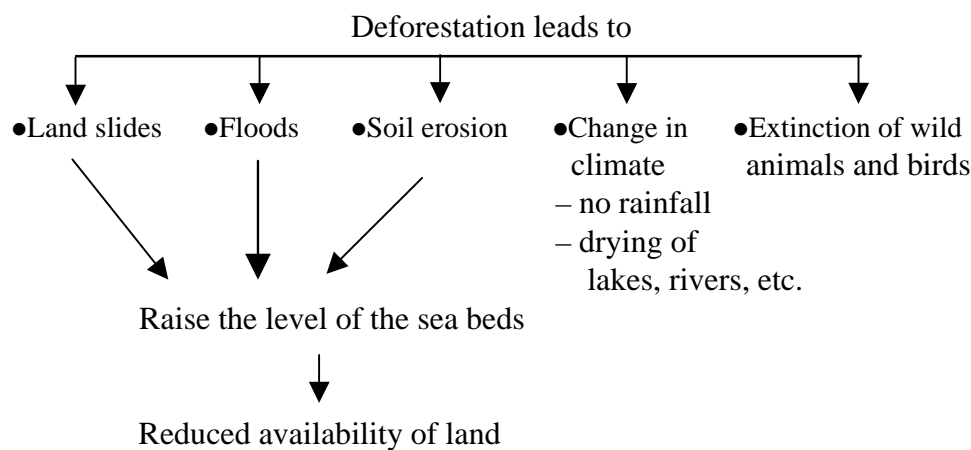 Deforestation leads to
●Land slides
●Floods
●Soil erosion
●Change in
climate
– no rainfall
– drying of
lakes, rivers, etc.
●Extinction of wild
animals and birds
Raise the level of the sea beds
Reduced availability of land